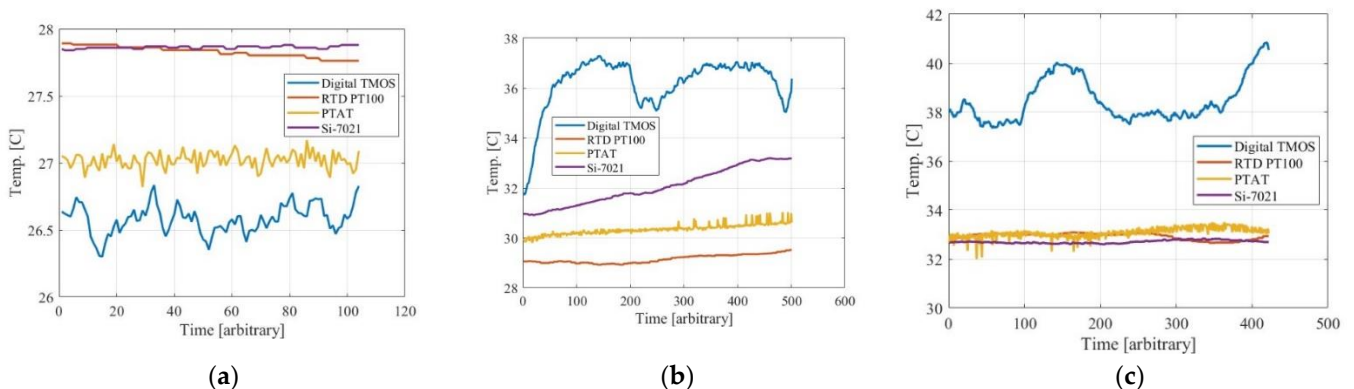 28
27.5
27
26.5
26
Temp. [C]
Digital TMOS
RTD PT100
PTAT
Si-7021
0 20 40 60 80 100 120
Time [arbitrary]
(a)
38
36
34
32
30
28
Temp. [C]
Digital TMOS
RTD PT100
PTAT
Si-7021
0 100 200 300 400 500 600
Time [arbitrary]
(b)
42
40
38
36
34
32
30
Temp. [C]
Digital TMOS
RTD PT100
PTAT
Si-7021
0 100 200 300 400 500
Time [arbitrary]
(c)